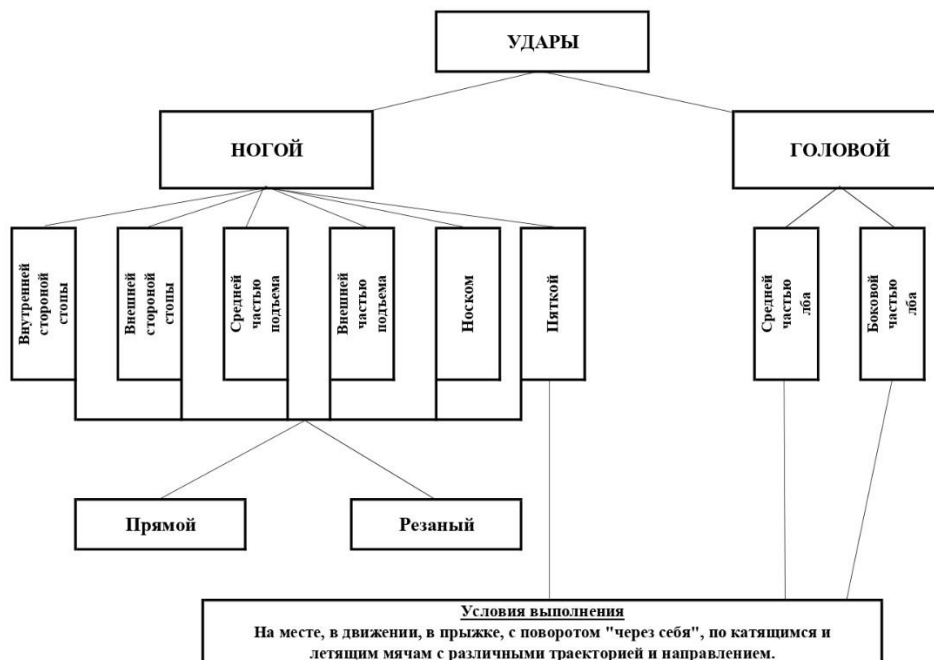 УДАРЫ
НОГОЙ
ГОЛОВОЙ
Внутренней
стороной
стопы
Внешней
стороной
стопы
Средней
частью
подъема
Внешней
частью
подъема
Носком
Пяткой
Средней
частью
лба
Боковой
частью
лба
Прямой
Резаный
Условия выполнения
На месте, в движении, в прыжке, с поворотом "через себя", по катящимся и
летящим мячам с различными траекторией и направлением.